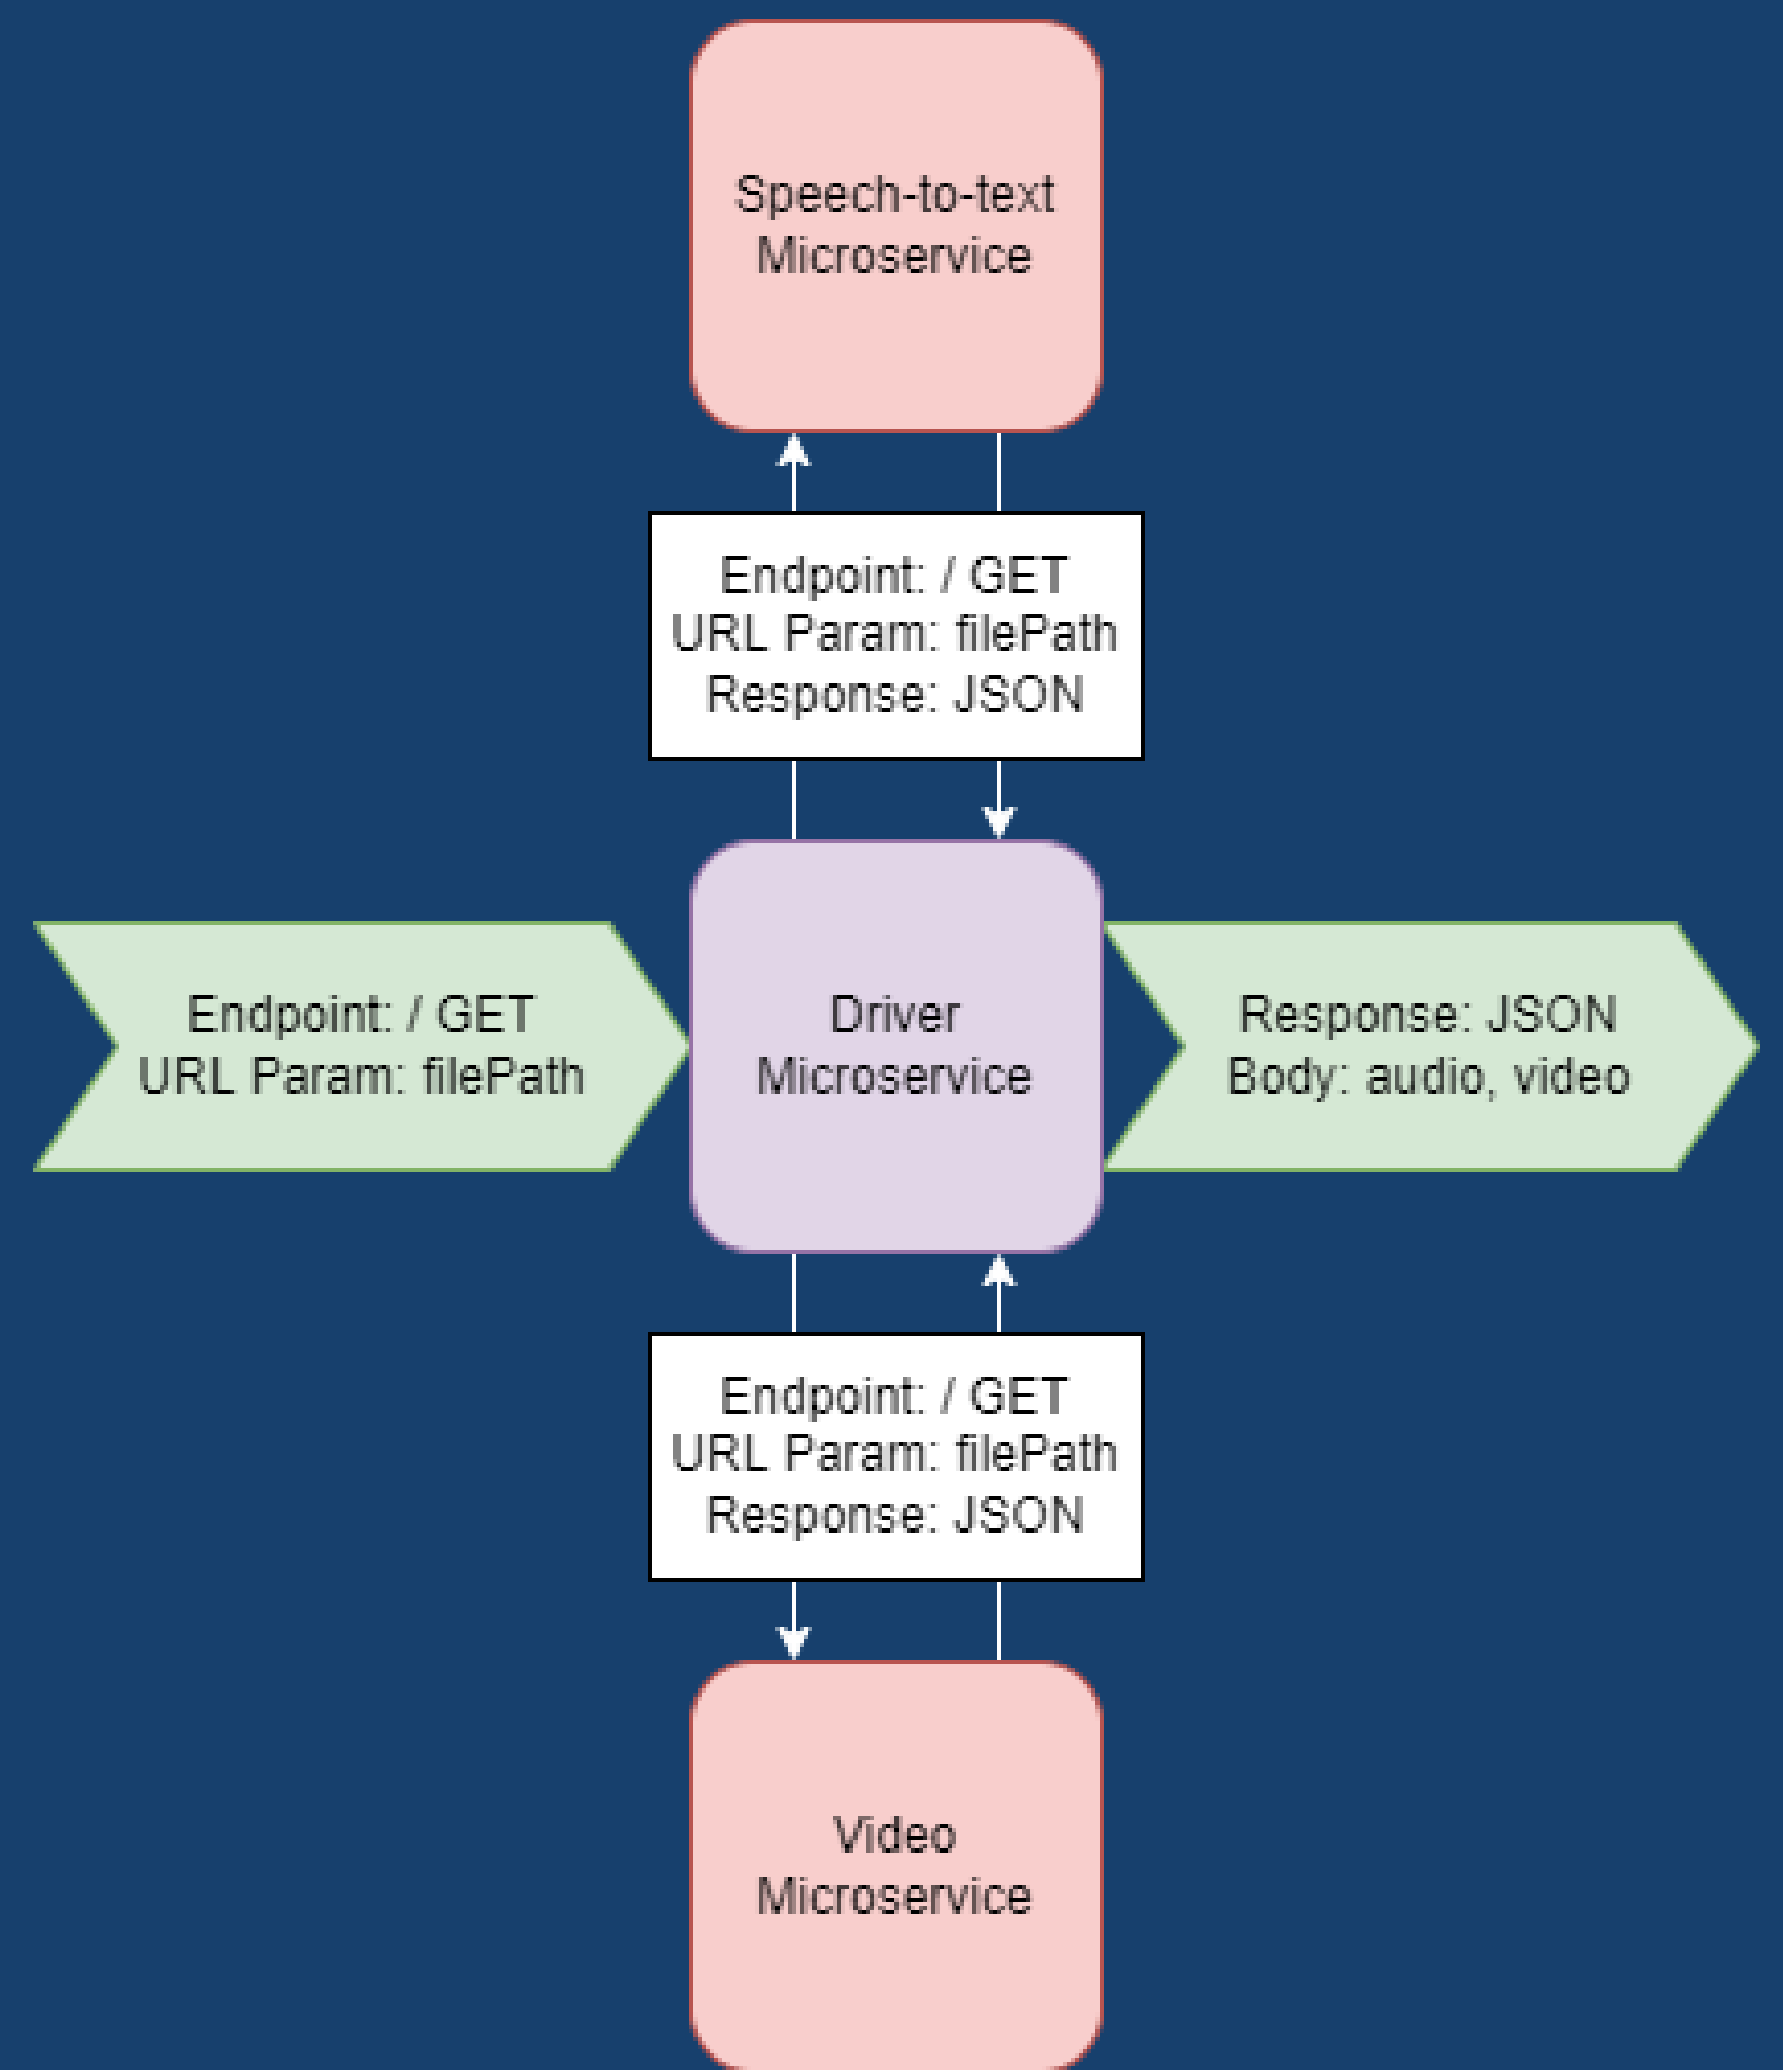 Speech-to-text
Microservice
Endpoint: / GET
URL Param: filePath
Response: JSON
Endpoint: / GET
URL Param: filePath
Driver
Microservice
Response: JSON
Body: audio, video
Endpoint: / GET
URL Param: filePath
Response: JSON
Video
Microservice